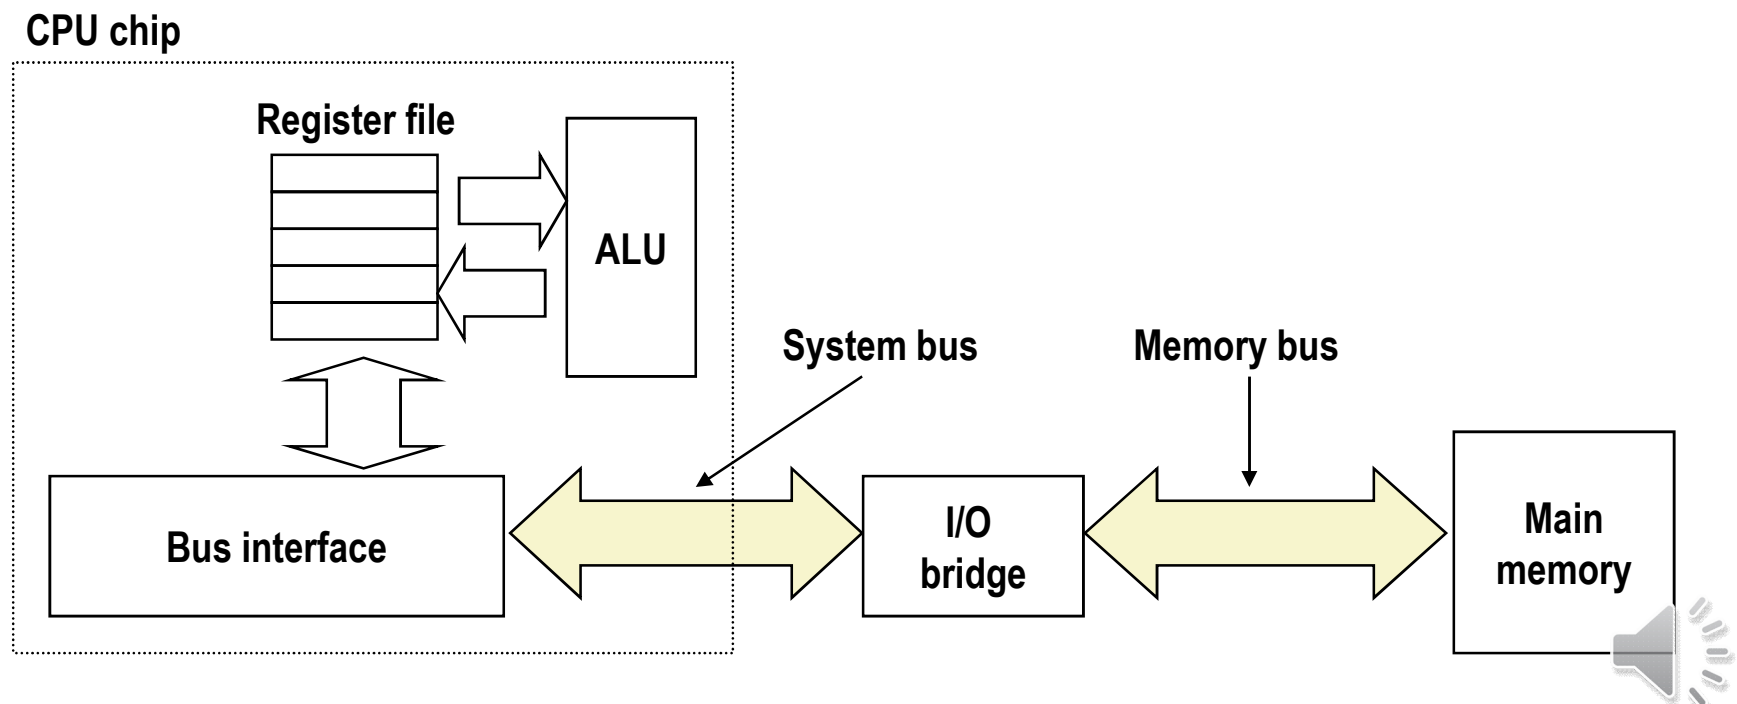 CPU chip
Register file
ALU
System bus
Memory bus
Bus interface
I/O
bridge
Main
memory